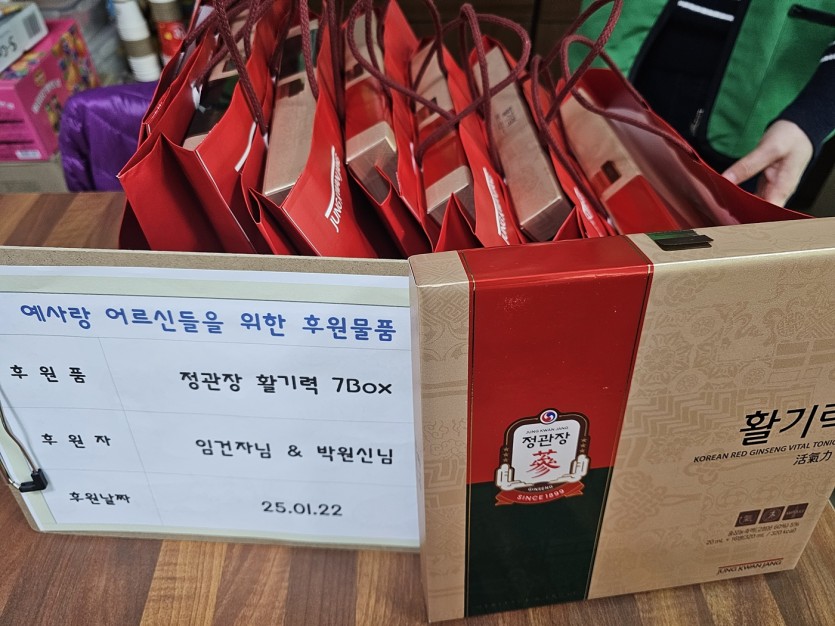 예사랑 어르신들을 위한 후원물품
후원품
정관장 활기력 7Box
후원자
임건자님 & 박원신님
후원날짜
25.01.22
JUNG KWAN JANG
정관장
蔘
GINSENG
SINCE 1899
활기력
KOREAN RED GINSENG VITAL TONIC
活氣力
JUNG KWAN JANG